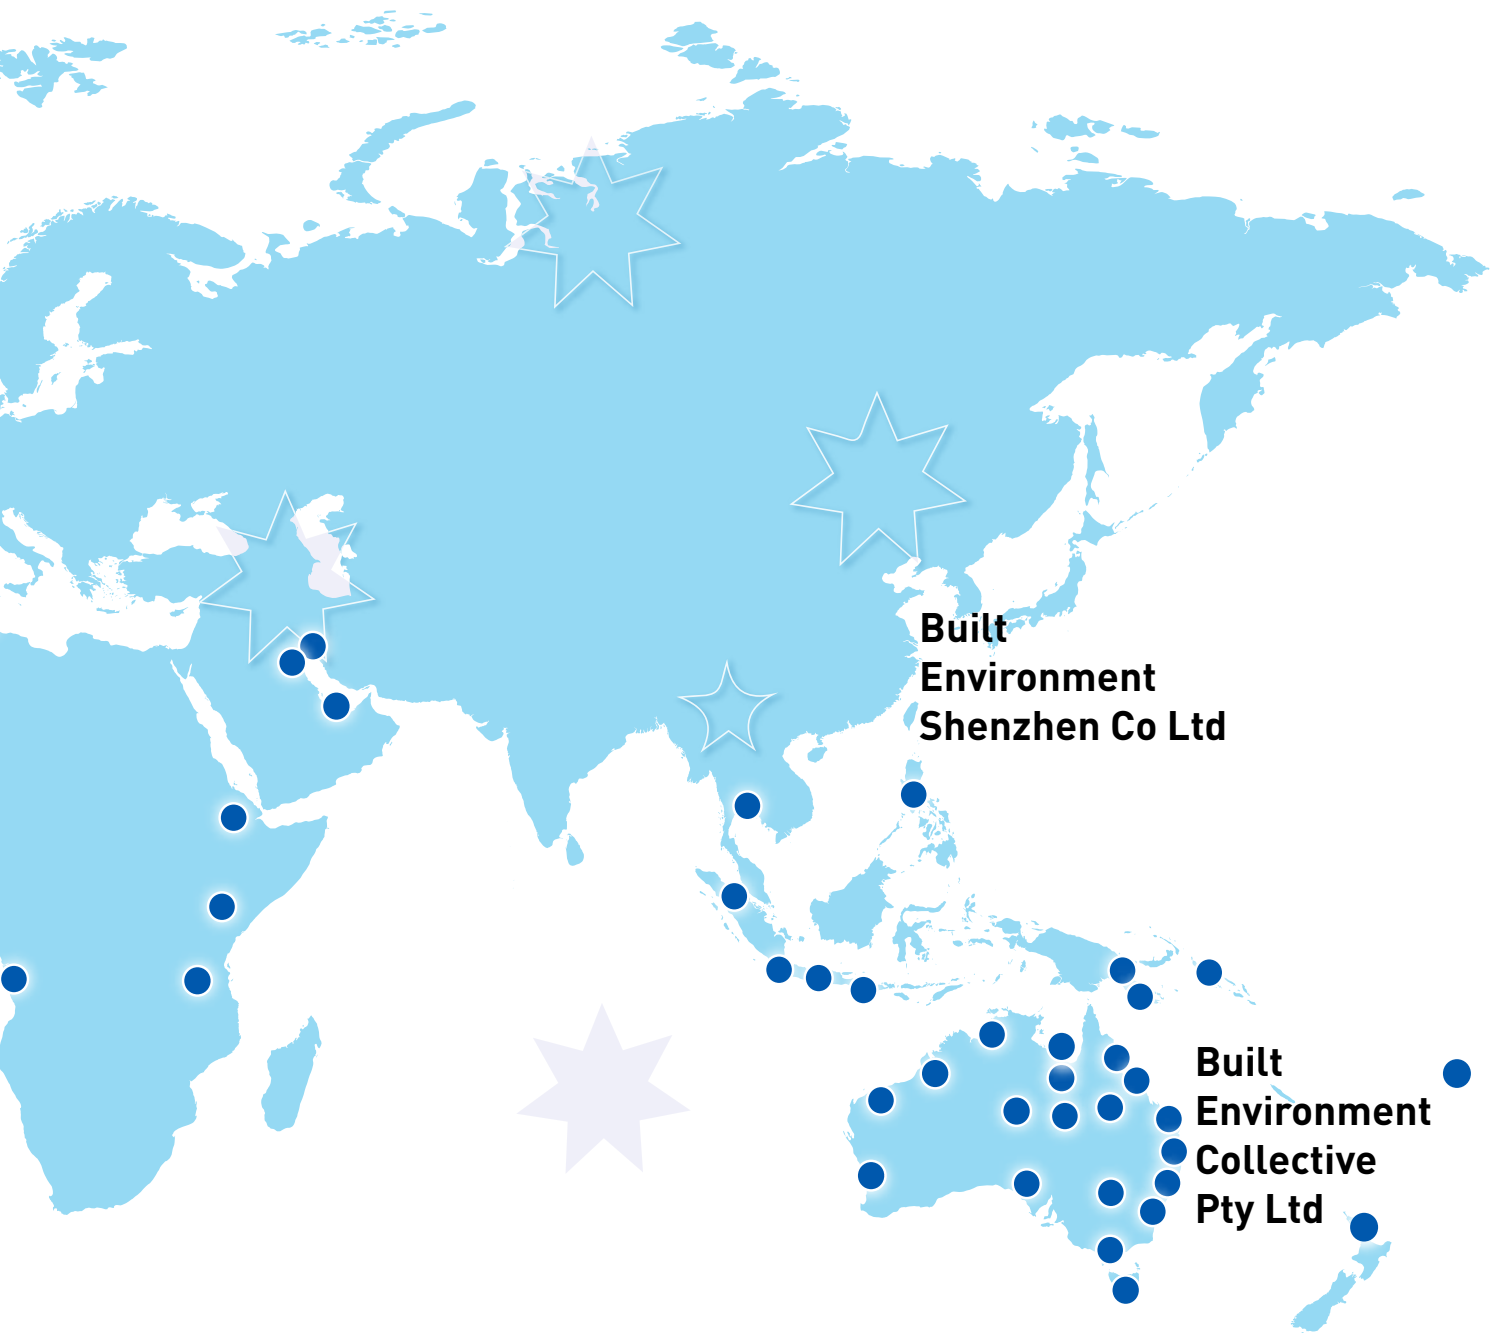 Built
Environment
Shenzhen Co Ltd
Built
Environment
Collective
Pty Ltd